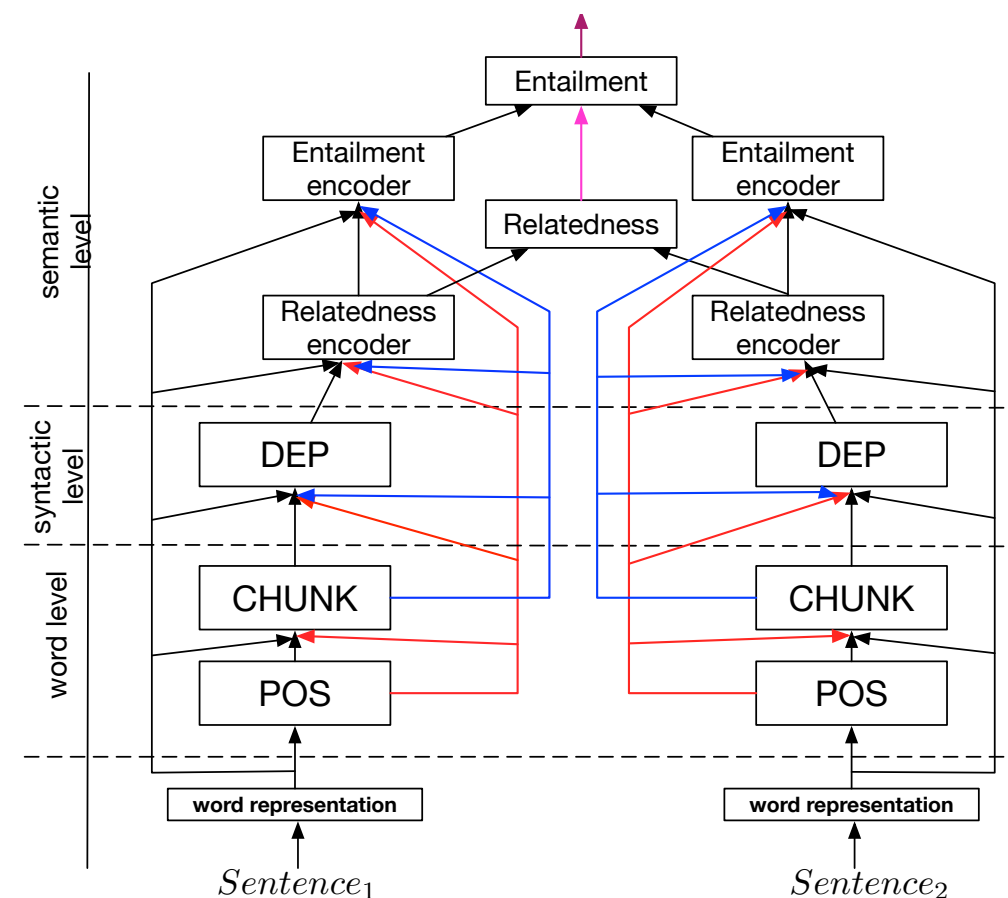 Entailment
Entailment
encoder
Entailment
encoder
Relatedness
semantic
level
Relatedness
encoder
Relatedness
encoder
syntactic
level
DEP
DEP
word level
CHUNK
CHUNK
POS
POS
word representation
word representation
Sentence₁
Sentence₂